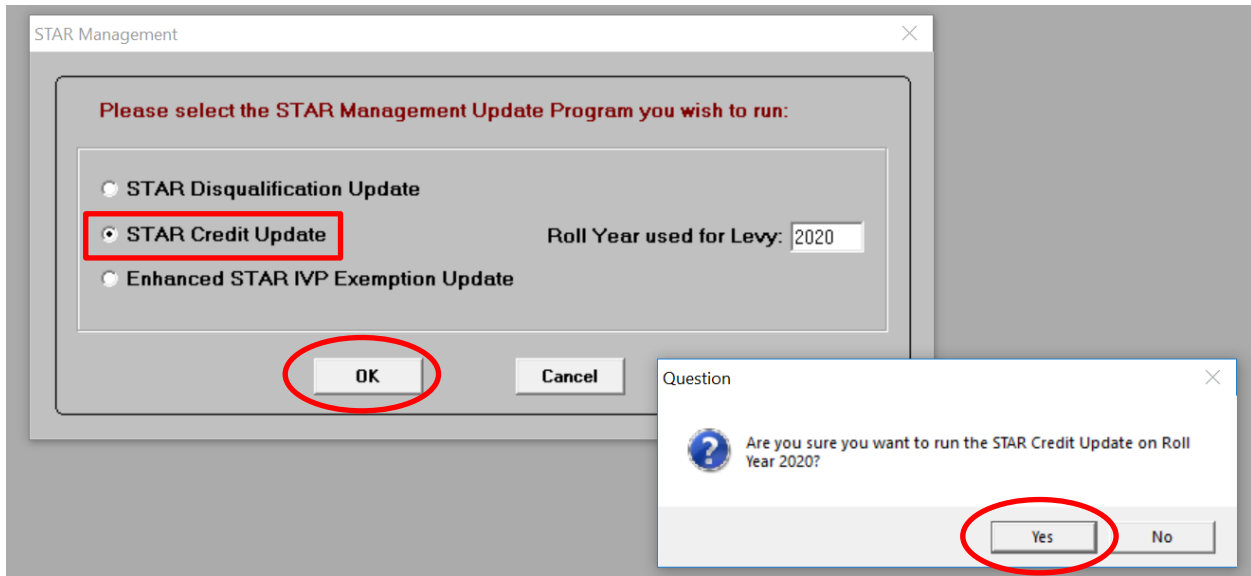 STAR Management
Please select the STAR Management Update Program you wish to run:
STAR Disqualification Update
STAR Credit Update
Roll Year used for Levy: 2020
Enhanced STAR IVP Exemption Update
OK
Cancel
Question
Are you sure you want to run the STAR Credit Update on Roll
Year 2020?
Yes
No